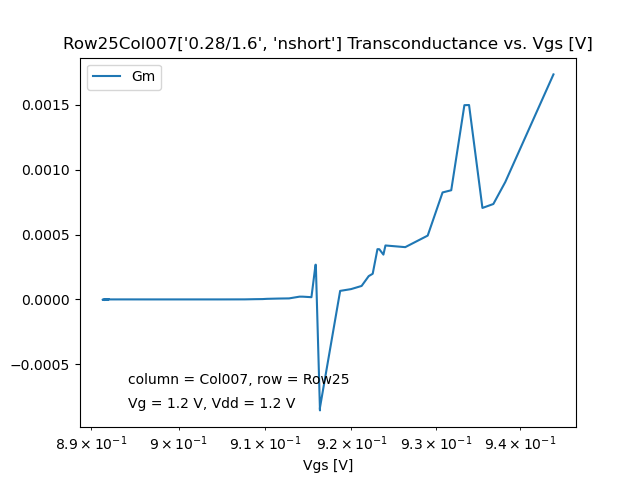 Row25Col007['0.28/1.6', 'nshort'] Transconductance vs. Vgs [V]
Gm
0.0015
0.0010
0.0005
0.0000
−0.0005
column = Col007, row = Row25
Vg = 1.2 V, Vdd = 1.2 V
8.9 × 10⁻¹ 9 × 10⁻¹ 9.1 × 10⁻¹ 9.2 × 10⁻¹ 9.3 × 10⁻¹ 9.4 × 10⁻¹
Vgs [V]